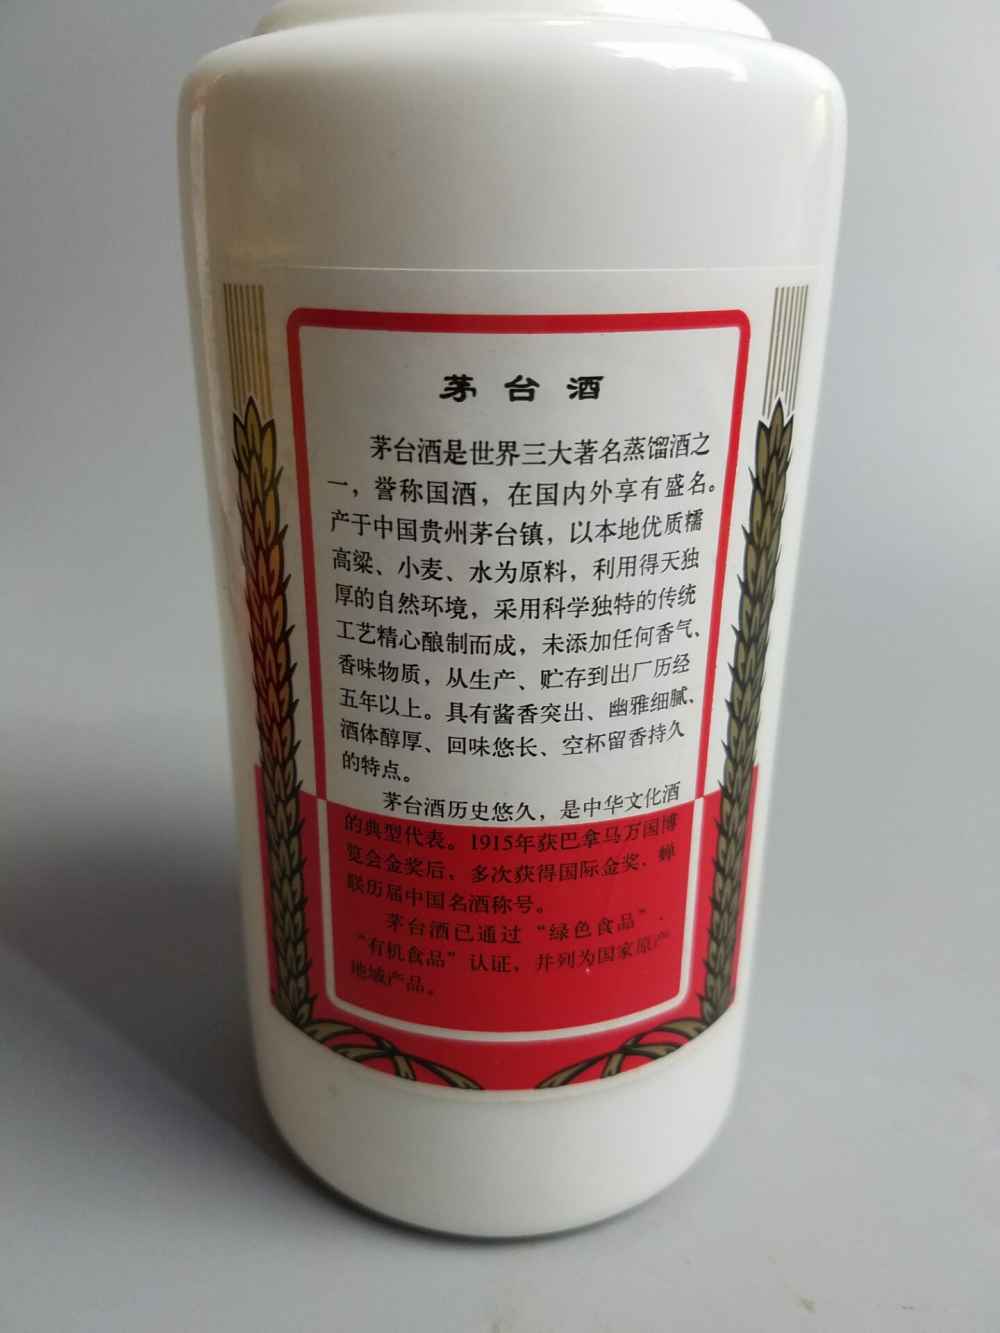 茅台酒
茅台酒是世界三大著名蒸馏酒之
一，誉称国酒，在国内外享有盛名。
产于中国贵州茅台镇，以本地优质糯
高粱、小麦、水为原料，利用得天独
厚的自然环境，采用科学独特的传统
工艺精心酿制而成，未添加任何香气、
香味物质，从生产、贮存到出厂历经
五年以上。具有酱香突出、幽雅细腻、
酒体醇厚、回味悠长、空杯留香持久
的特点。
茅台酒历史悠久，是中华文化酒
的典型代表。1915年获巴拿马万国博
览会金奖后，多次获得国际金奖，蝉
联历届中国名酒称号。
茅台酒已通过“绿色食品”、
“有机食品”认证，并列为国家原产
地域产品。